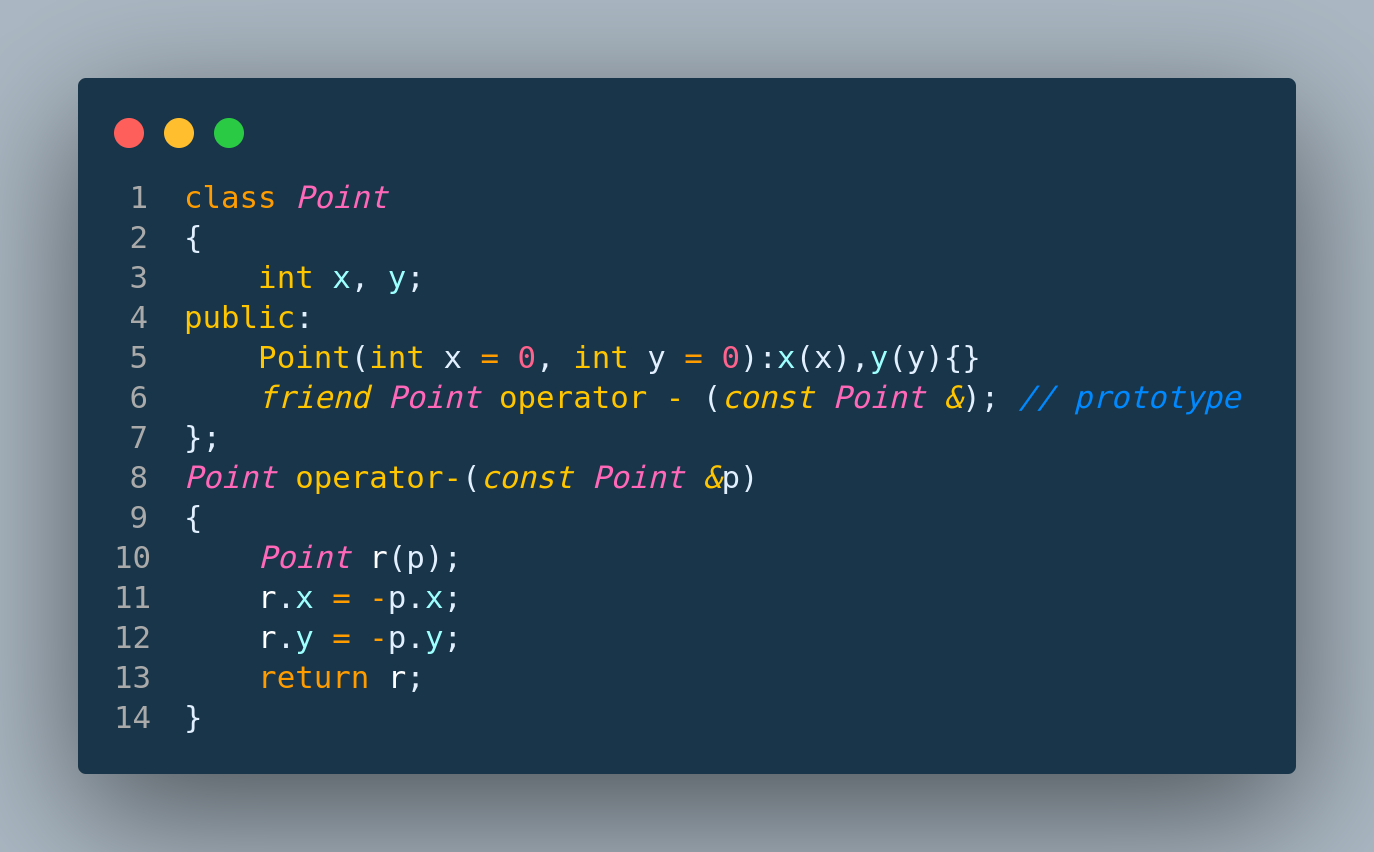 1 class Point
2 {
3     int x, y;
4 public:
5     Point(int x = 0, int y = 0):x(x),y(y){}
6     friend Point operator - (const Point &); // prototype
7 };
8 Point operator-(const Point &p)
9 {
10     Point r(p);
11     r.x = -p.x;
12     r.y = -p.y;
13     return r;
14 }